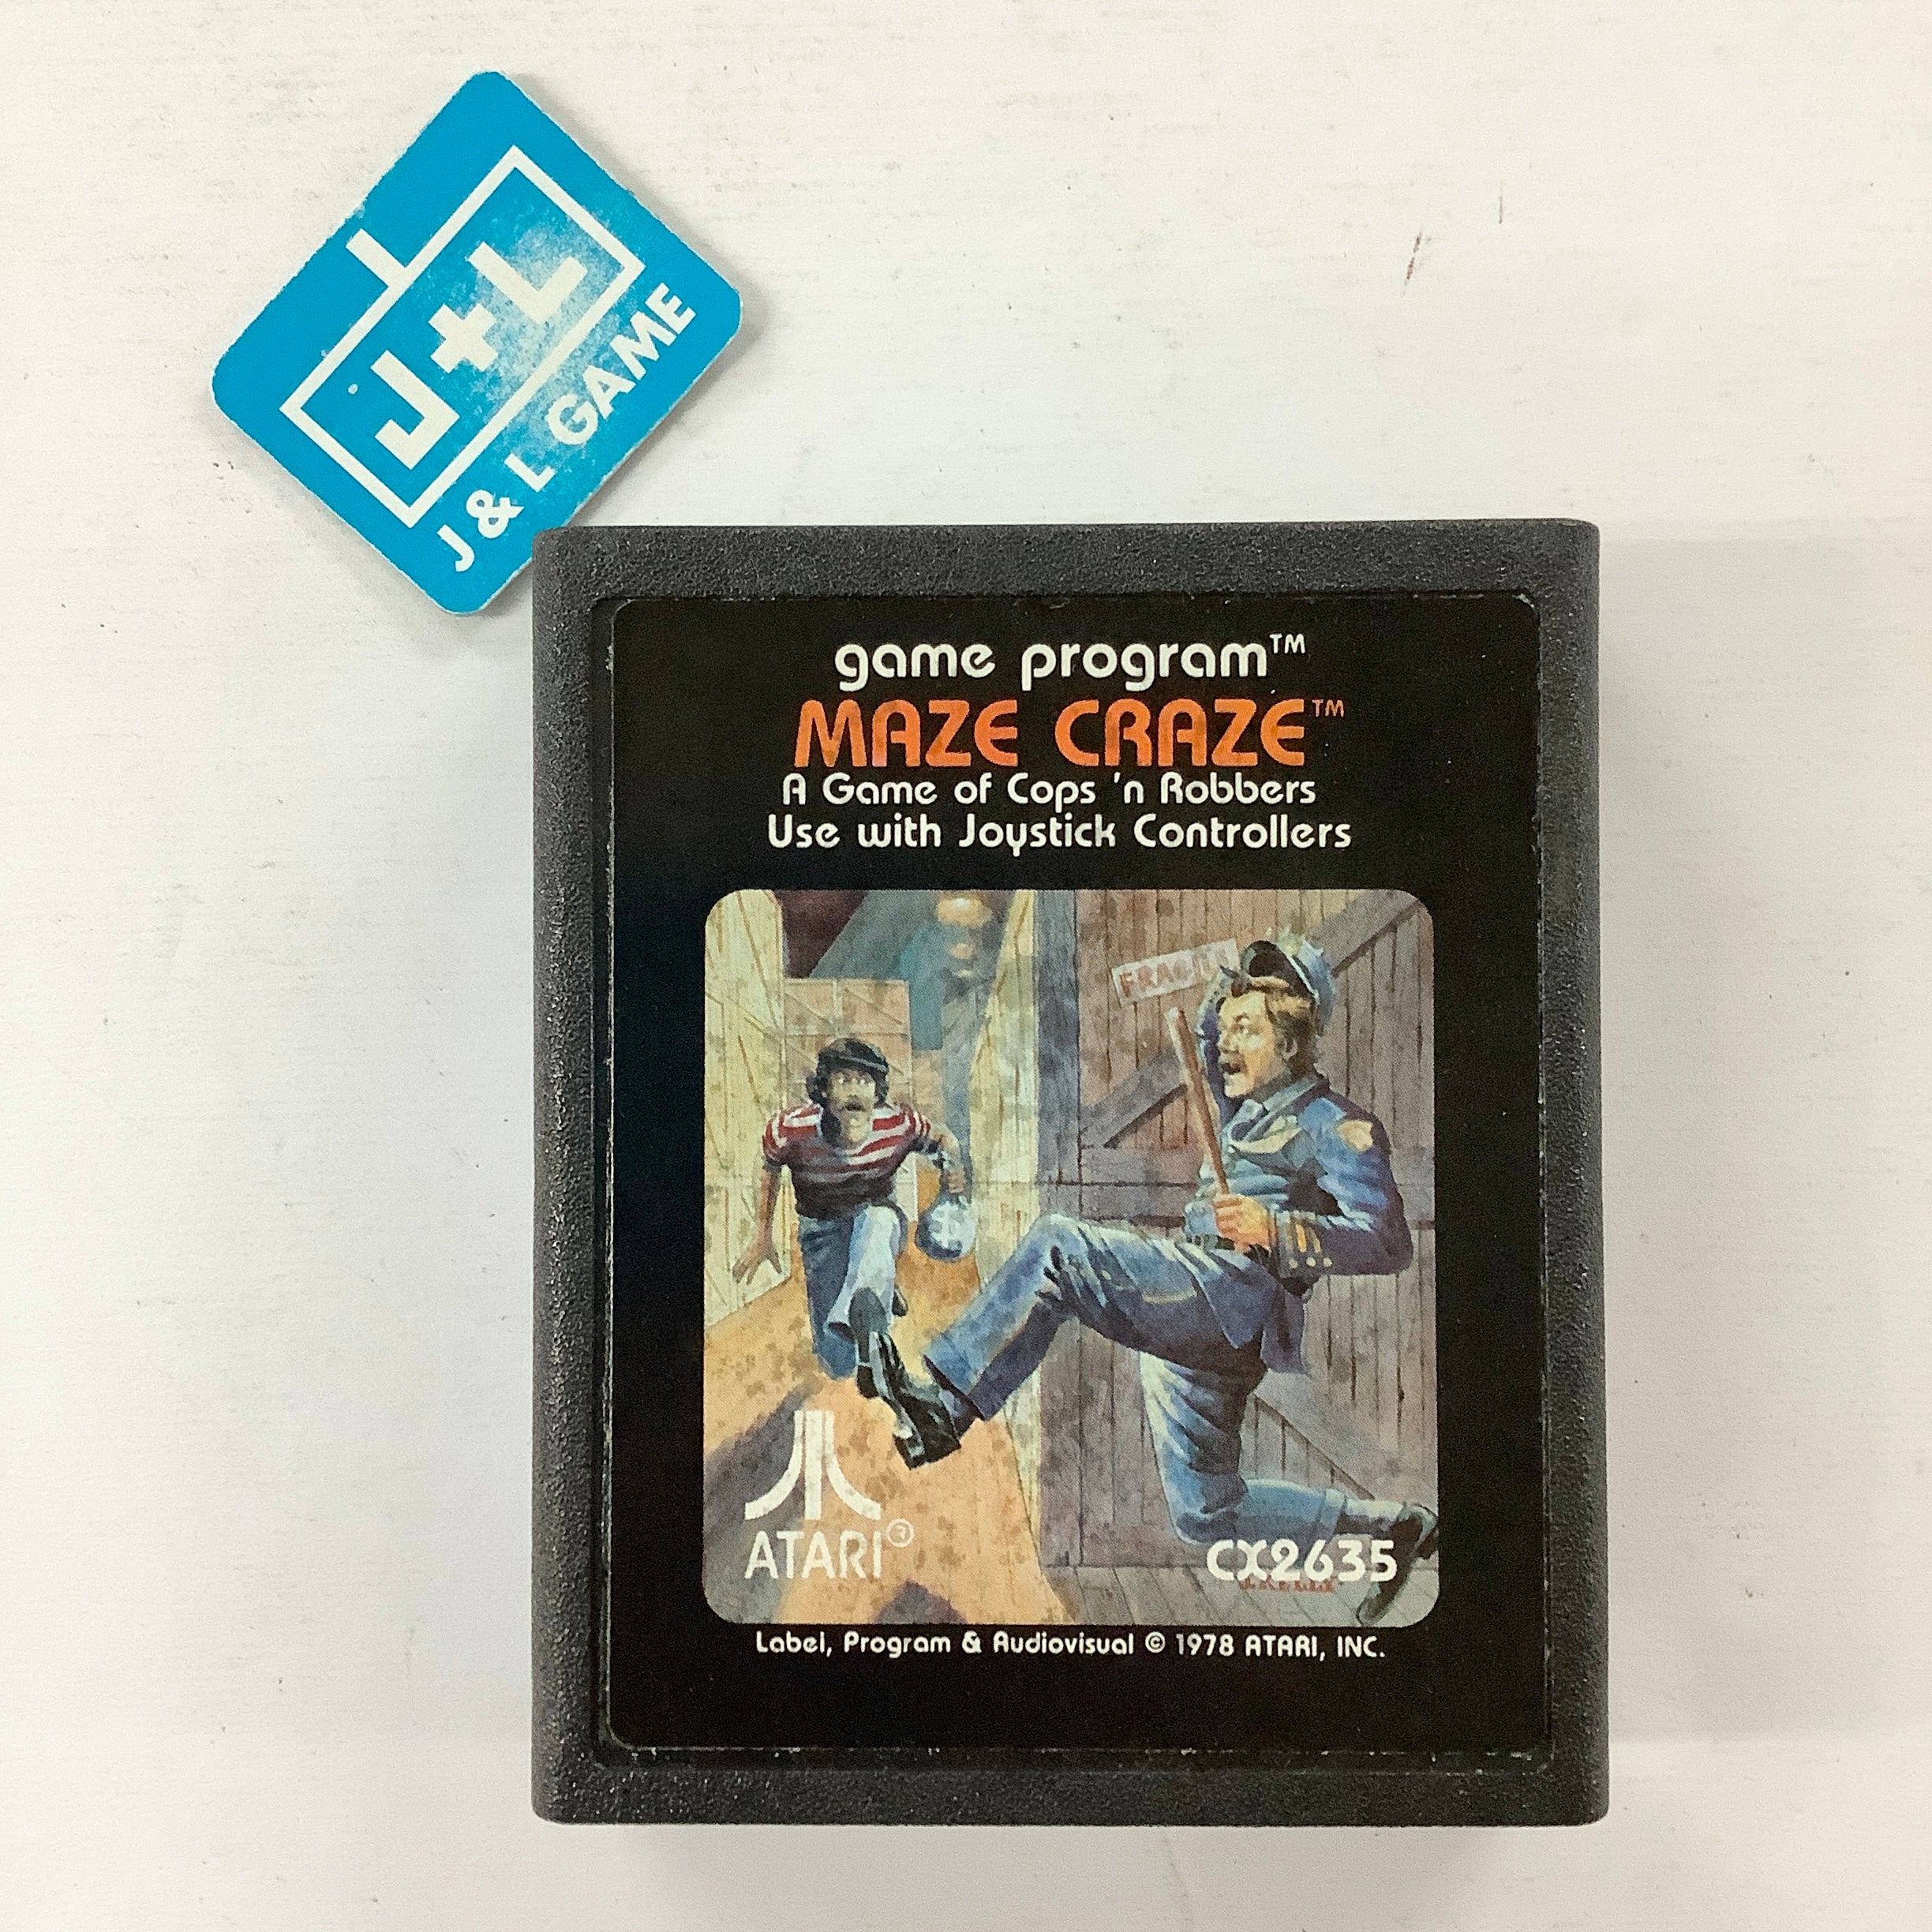 J+L
J & L GAME
game program™
MAZE CRAZE™
A Game of Cops 'n Robbers
Use with Joystick Controllers
$
ATARI®
CX2635
Label, Program & Audiovisual © 1978 ATARI, INC.